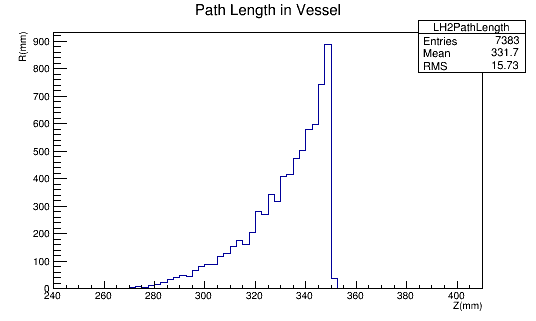 Path Length in Vessel
LH2PathLength
Entries 7383
Mean 331.7
RMS 15.73
R(mm)
900
800
700
600
500
400
300
200
100
0
240 260 280 300 320 340 360 380 400
Z(mm)